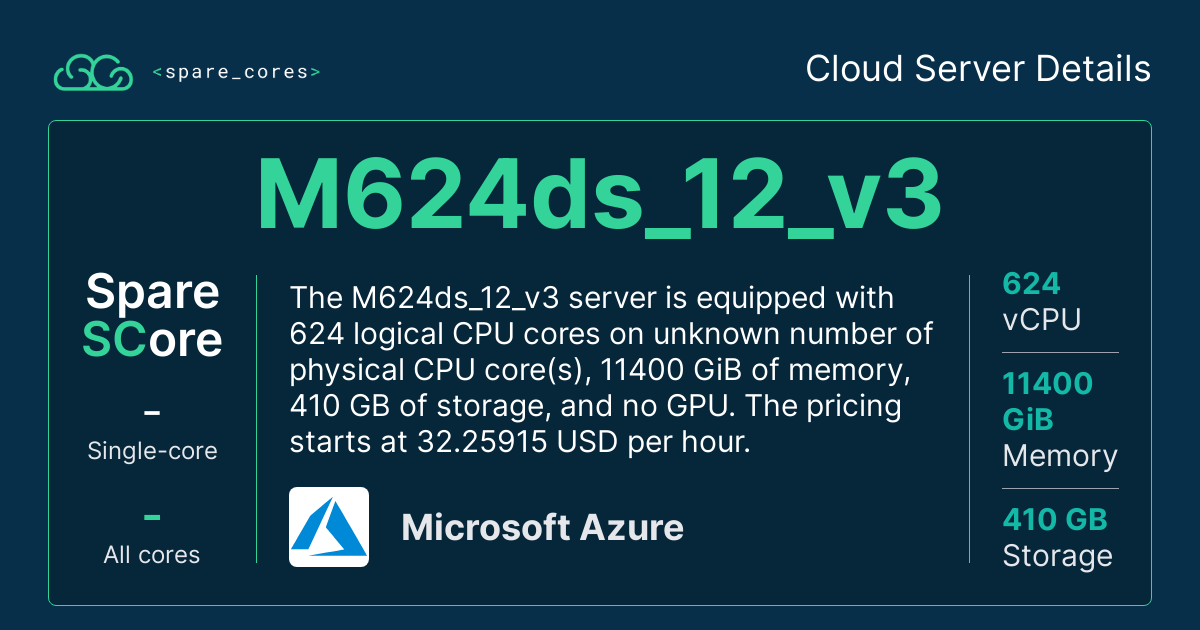 <spare_cores>
Cloud Server Details
M624ds_12_v3
Spare
SCore
-
Single-core
-
All cores
The M624ds_12_v3 server is equipped with
624 logical CPU cores on unknown number of
physical CPU core(s), 11400 GiB of memory,
410 GB of storage, and no GPU. The pricing
starts at 32.25915 USD per hour.
Microsoft Azure
624
vCPU
11400
GiB
Memory
410 GB
Storage